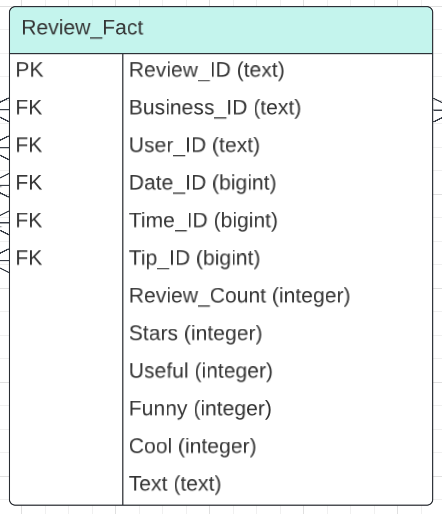 Review_Fact
PK Review_ID (text)
FK Business_ID (text)
FK User_ID (text)
FK Date_ID (bigint)
FK Time_ID (bigint)
FK Tip_ID (bigint)
Review_Count (integer)
Stars (integer)
Useful (integer)
Funny (integer)
Cool (integer)
Text (text)